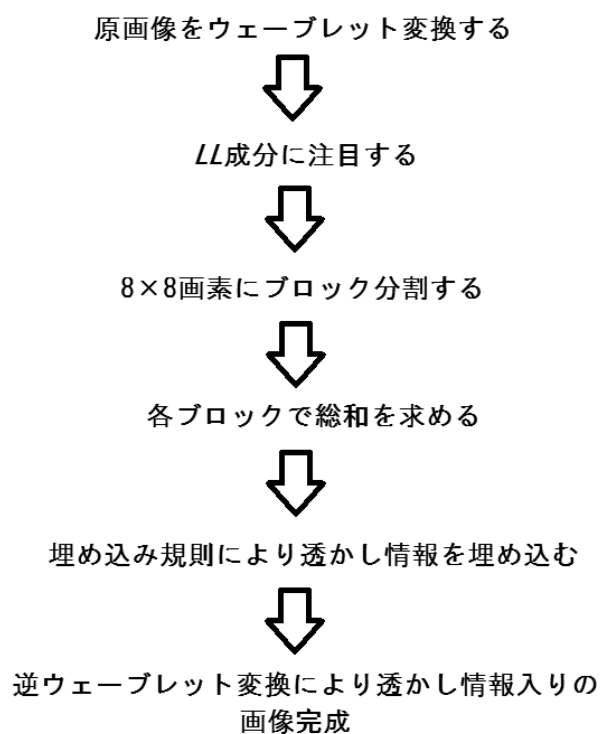 原画像をウェーブレット変換する
LL成分に注目する
8×8画素にブロック分割する
各ブロックで総和を求める
埋め込み規則により透かし情報を埋め込む
逆ウェーブレット変換により透かし情報入りの
画像完成